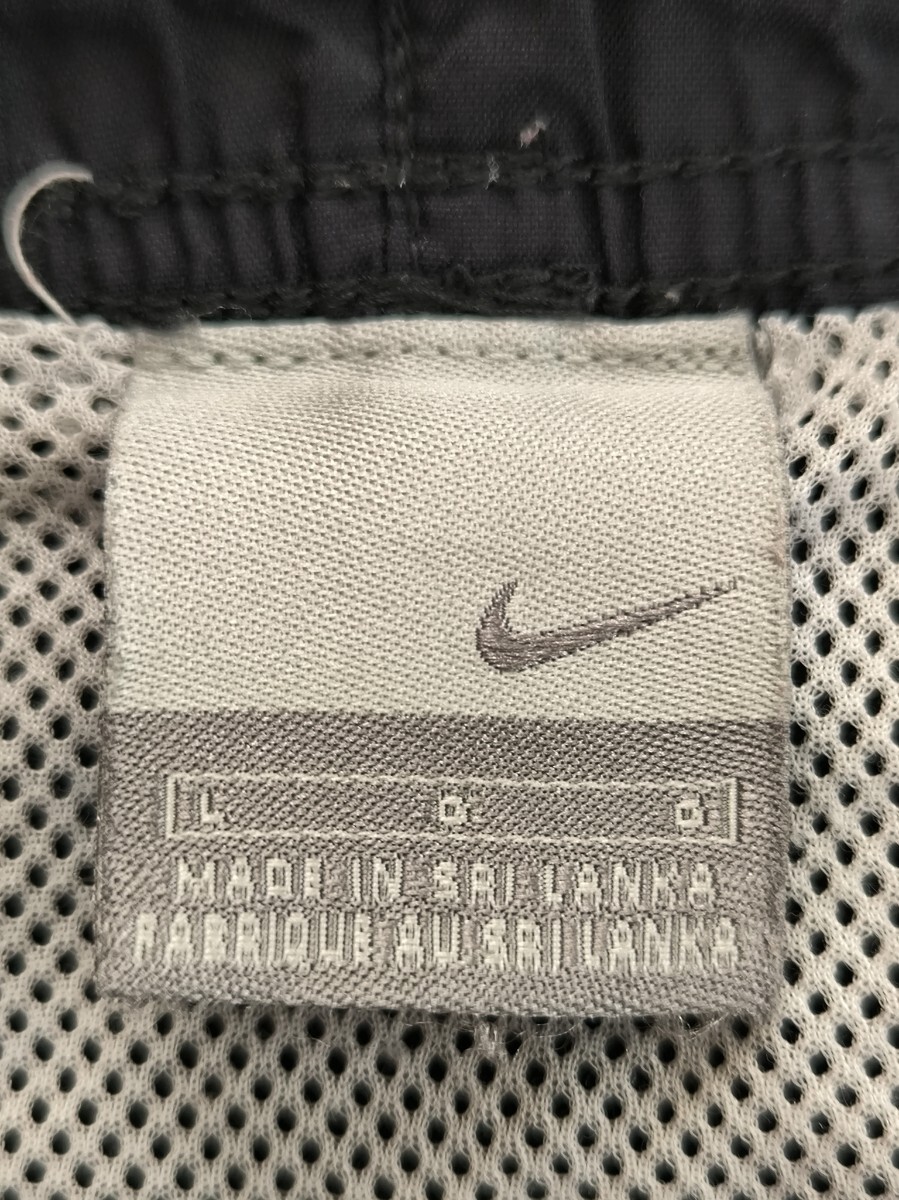 L G G
MADE IN SRI LANKA
FABRIQUE AU SRI LANKA